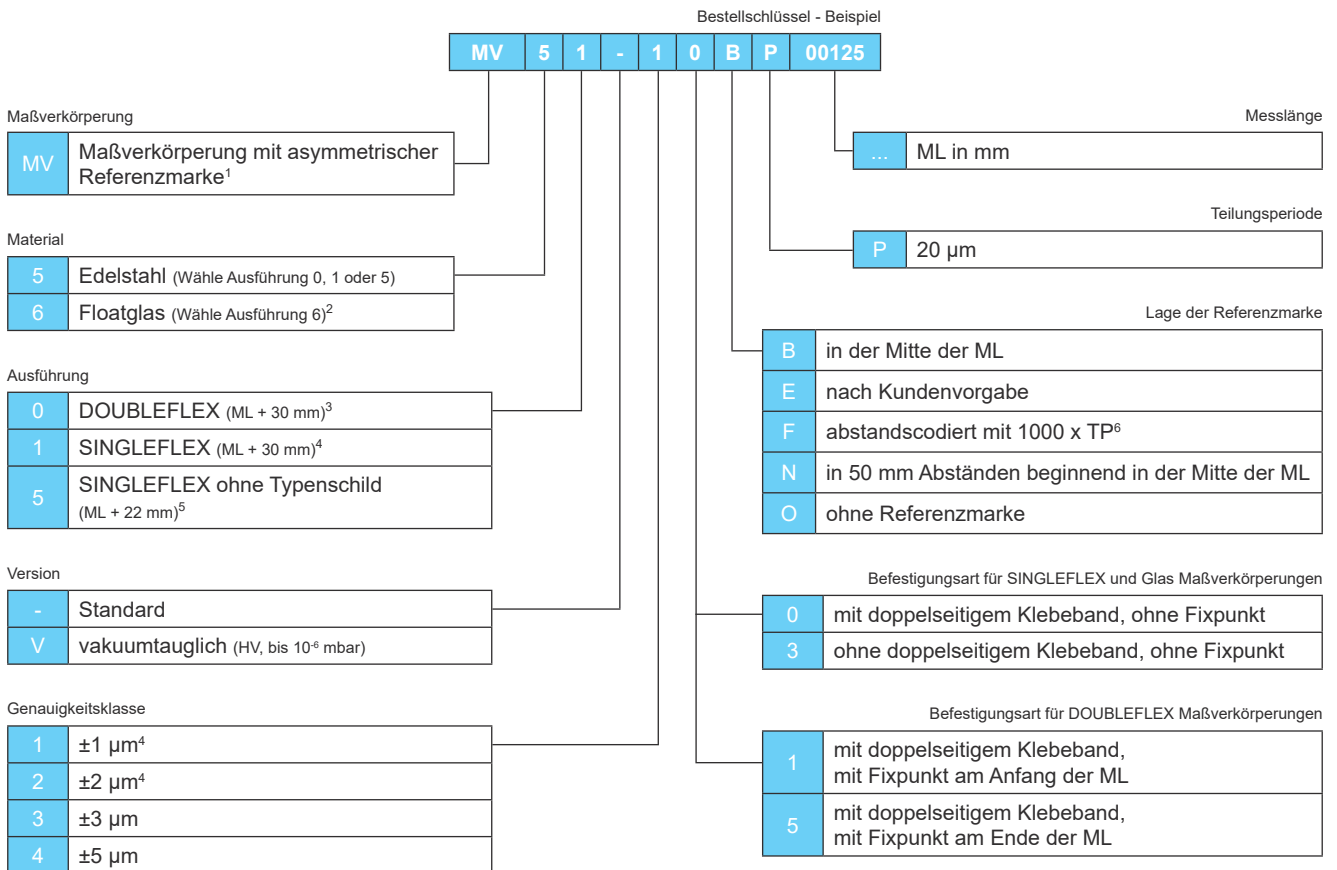 Bestellschlüssel - Beispiel
MV 5 1 - 1 0 B P 00125
Maßverkörperung
MV Maßverkörperung mit asymmetrischer
Referenzmarke¹
Material
5 Edelstahl (Wähle Ausführung 0, 1 oder 5)
6 Floatglas (Wähle Ausführung 6)²
Ausführung
0 DOUBLEFLEX (ML + 30 mm)³
1 SINGLEFLEX (ML + 30 mm)⁴
5 SINGLEFLEX ohne Typenschild
(ML + 22 mm)⁵
Version
- Standard
V vakuumtauglich (HV, bis 10⁻⁶ mbar)
Genauigkeitsklasse
1 ±1 µm⁴
2 ±2 µm⁴
3 ±3 µm
4 ±5 µm
Messlänge
... ML in mm
Teilungsperiode
P 20 µm
Lage der Referenzmarke
B in der Mitte der ML
E nach Kundenvorgabe
F abstandscodiert mit 1000 x TP⁶
N in 50 mm Abständen beginnend in der Mitte der ML
O ohne Referenzmarke
Befestigungsart für SINGLEFLEX und Glas Maßverkörperungen
0 mit doppelseitigem Klebeband, ohne Fixpunkt
3 ohne doppelseitigem Klebeband, ohne Fixpunkt
Befestigungsart für DOUBLEFLEX Maßverkörperungen
1 mit doppelseitigem Klebeband,
mit Fixpunkt am Anfang der ML
5 mit doppelseitigem Klebeband,
mit Fixpunkt am Ende der ML